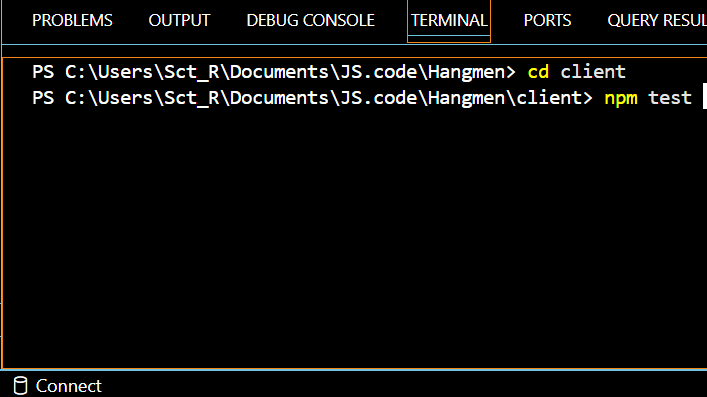 PROBLEMS OUTPUT DEBUG CONSOLE TERMINAL PORTS QUERY RESUL
PS C:\Users\Sct_R\Documents\JS.code\Hangmen> cd client
PS C:\Users\Sct_R\Documents\JS.code\Hangmen\client> npm test
Connect